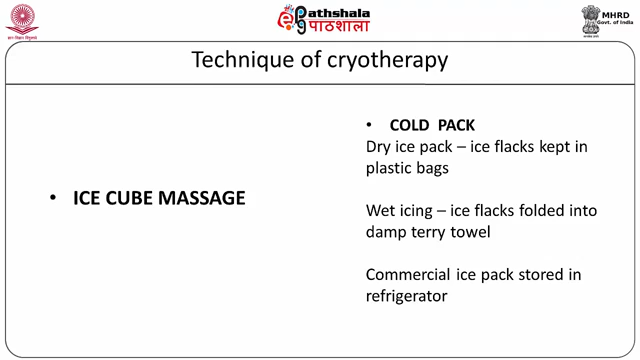 ePathshala
पाठशाला
MHRD
Govt. of India
Technique of cryotherapy
• ICE CUBE MASSAGE
• COLD PACK
Dry ice pack – ice flacks kept in
plastic bags
Wet icing – ice flacks folded into
damp terry towel
Commercial ice pack stored in
refrigerator